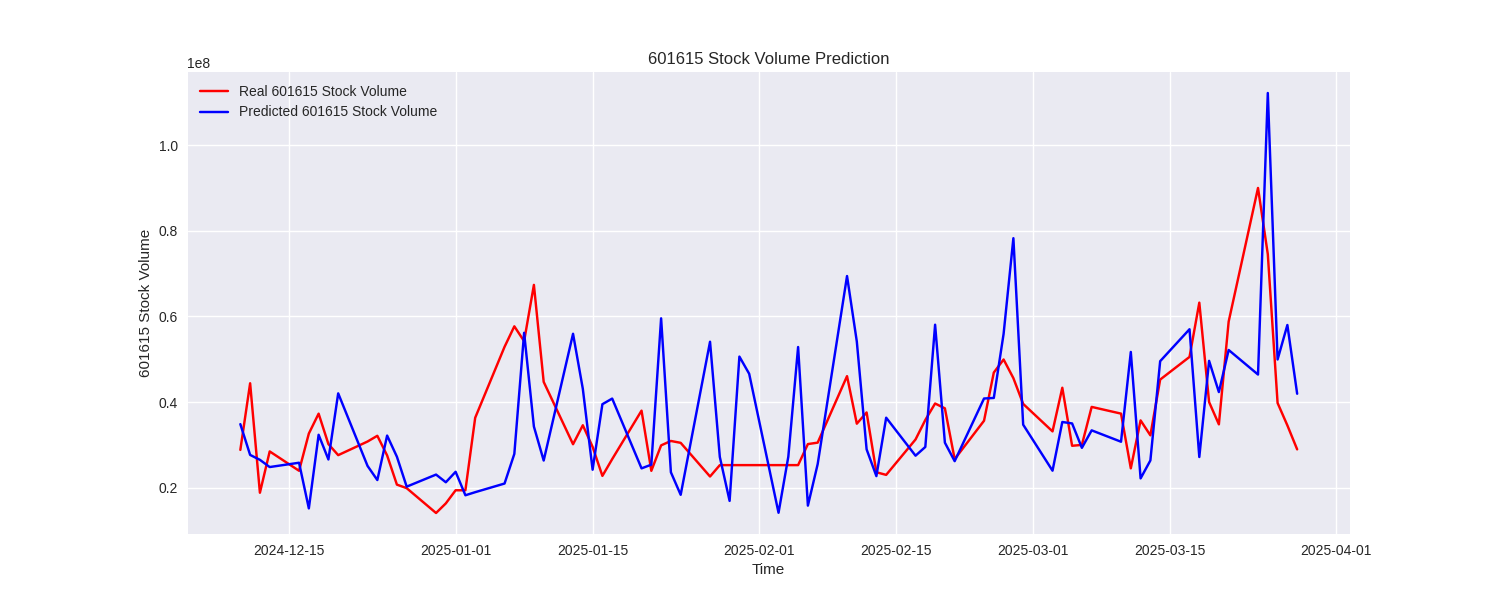 601615 Stock Volume Prediction
1e8
Real 601615 Stock Volume
Predicted 601615 Stock Volume
1.0
0.8
0.6
0.4
0.2
601615 Stock Volume
2024-12-15 2025-01-01 2025-01-15 2025-02-01 2025-02-15 2025-03-01 2025-03-15 2025-04-01
Time